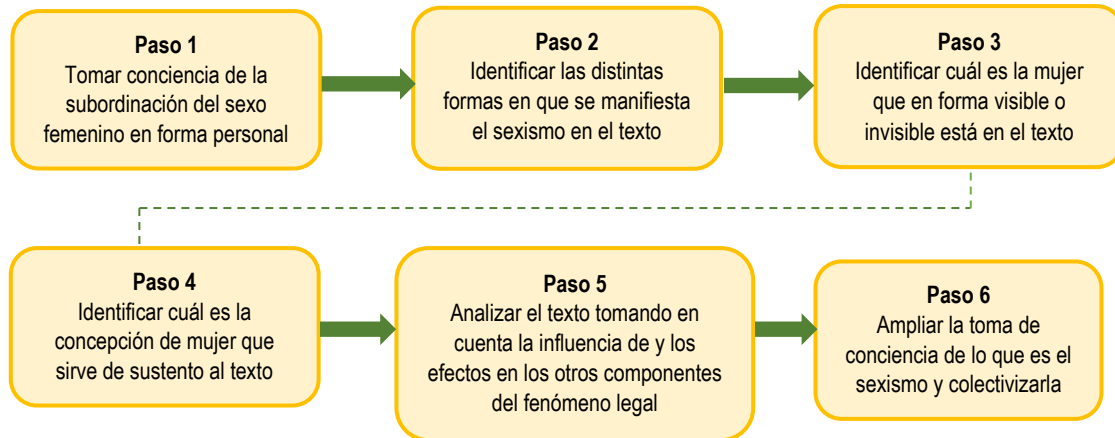 Paso 1
Tomar conciencia de la
subordinación del sexo
femenino en forma personal
Paso 2
Identificar las distintas
formas en que se manifiesta
el sexismo en el texto
Paso 3
Identificar cuál es la mujer
que en forma visible o
invisible está en el texto
Paso 4
Identificar cuál es la
concepción de mujer que
sirve de sustento al texto
Paso 5
Analizar el texto tomando en
cuenta la influencia de y los
efectos en los otros componentes
del fenómeno legal
Paso 6
Ampliar la toma de
conciencia de lo que es el
sexismo y colectivizarla